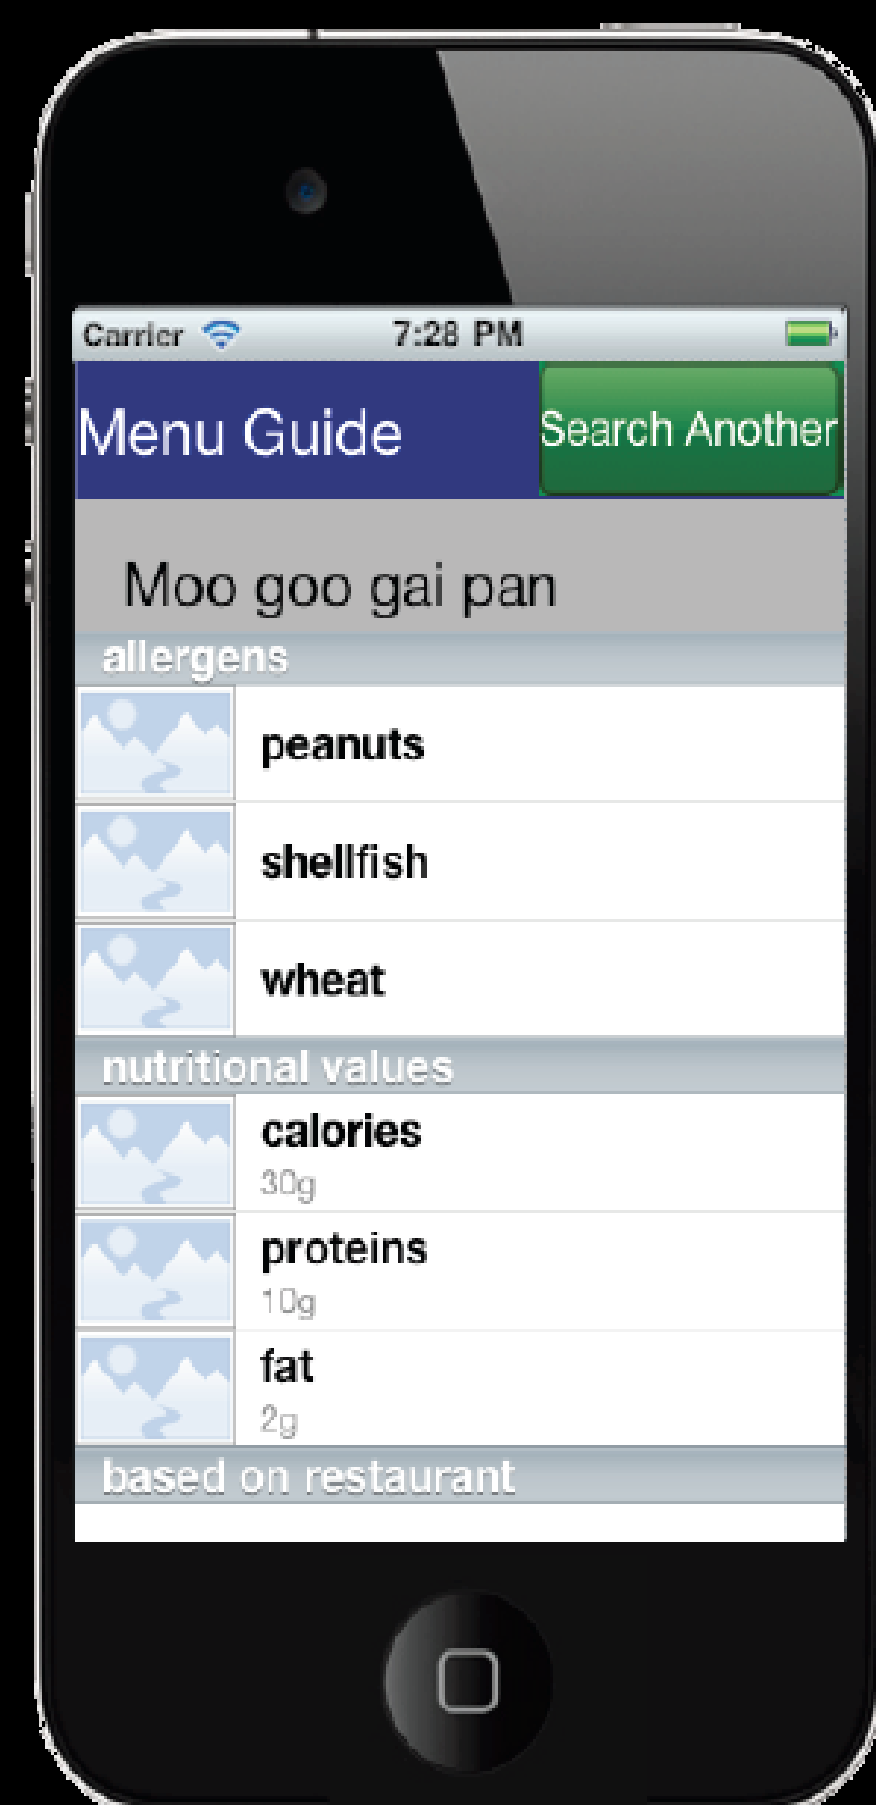 Carrier 7:28 PM
Menu Guide Search Another
Moo goo gai pan
allergens
peanuts
shellfish
wheat
nutritional values
calories
30g
proteins
10g
fat
2g
based on restaurant